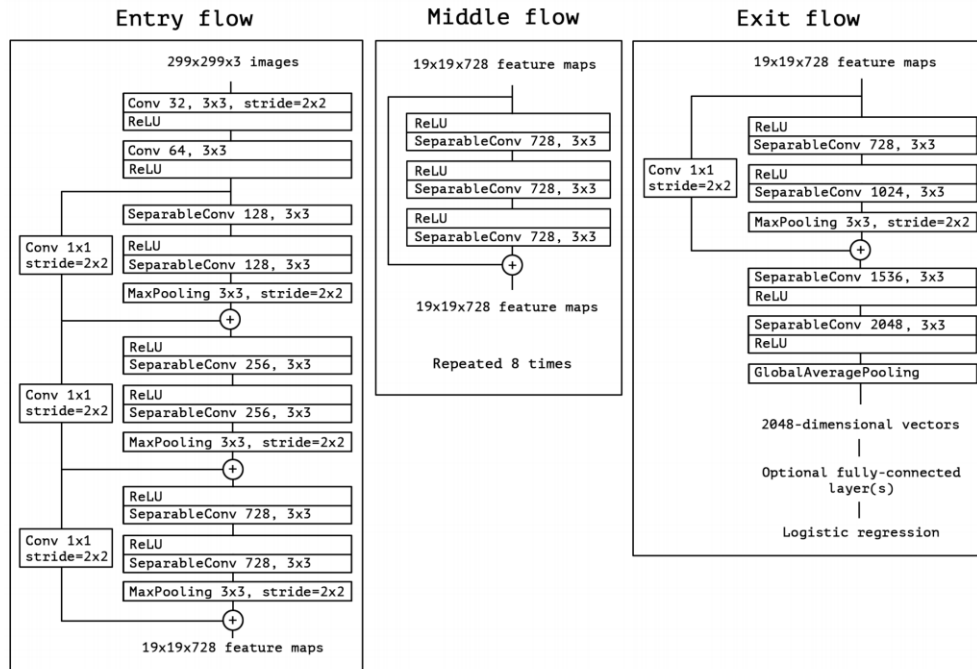 Entry flow
299x299x3 images
Conv 32, 3x3, stride=2x2
ReLU
Conv 64, 3x3
ReLU
SeparableConv 128, 3x3
Conv 1x1
stride=2x2
ReLU
SeparableConv 128, 3x3
MaxPooling 3x3, stride=2x2
+
ReLU
SeparableConv 256, 3x3
Conv 1x1
stride=2x2
ReLU
SeparableConv 256, 3x3
MaxPooling 3x3, stride=2x2
+
ReLU
SeparableConv 728, 3x3
Conv 1x1
stride=2x2
ReLU
SeparableConv 728, 3x3
MaxPooling 3x3, stride=2x2
+
19x19x728 feature maps
Middle flow
19x19x728 feature maps
ReLU
SeparableConv 728, 3x3
ReLU
SeparableConv 728, 3x3
ReLU
SeparableConv 728, 3x3
+
19x19x728 feature maps
Repeated 8 times
Exit flow
19x19x728 feature maps
ReLU
SeparableConv 728, 3x3
Conv 1x1
stride=2x2
ReLU
SeparableConv 1024, 3x3
MaxPooling 3x3, stride=2x2
+
SeparableConv 1536, 3x3
ReLU
SeparableConv 2048, 3x3
ReLU
GlobalAveragePooling
2048-dimensional vectors
Optional fully-connected
layer(s)
Logistic regression